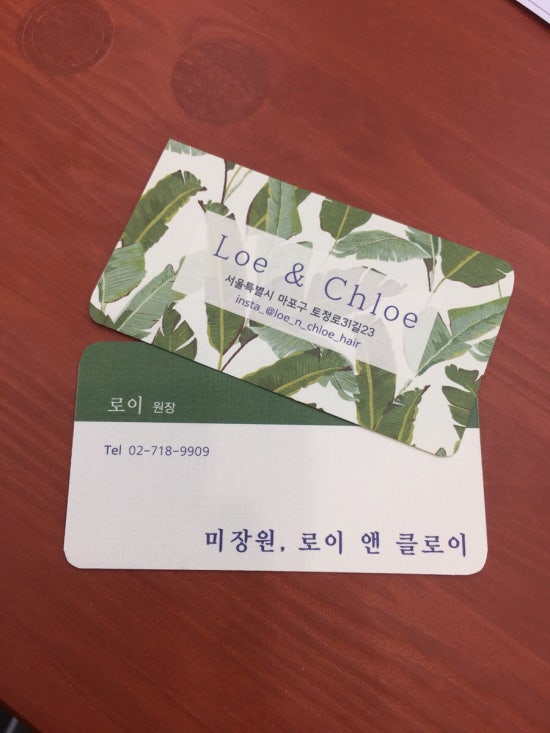 Loe & Chloe
서울특별시 마포구 토정로31길23
insta_@loe_n_chloe_hair
로이 원장
Tel 02-718-9909
미장원, 로이 앤 클로이